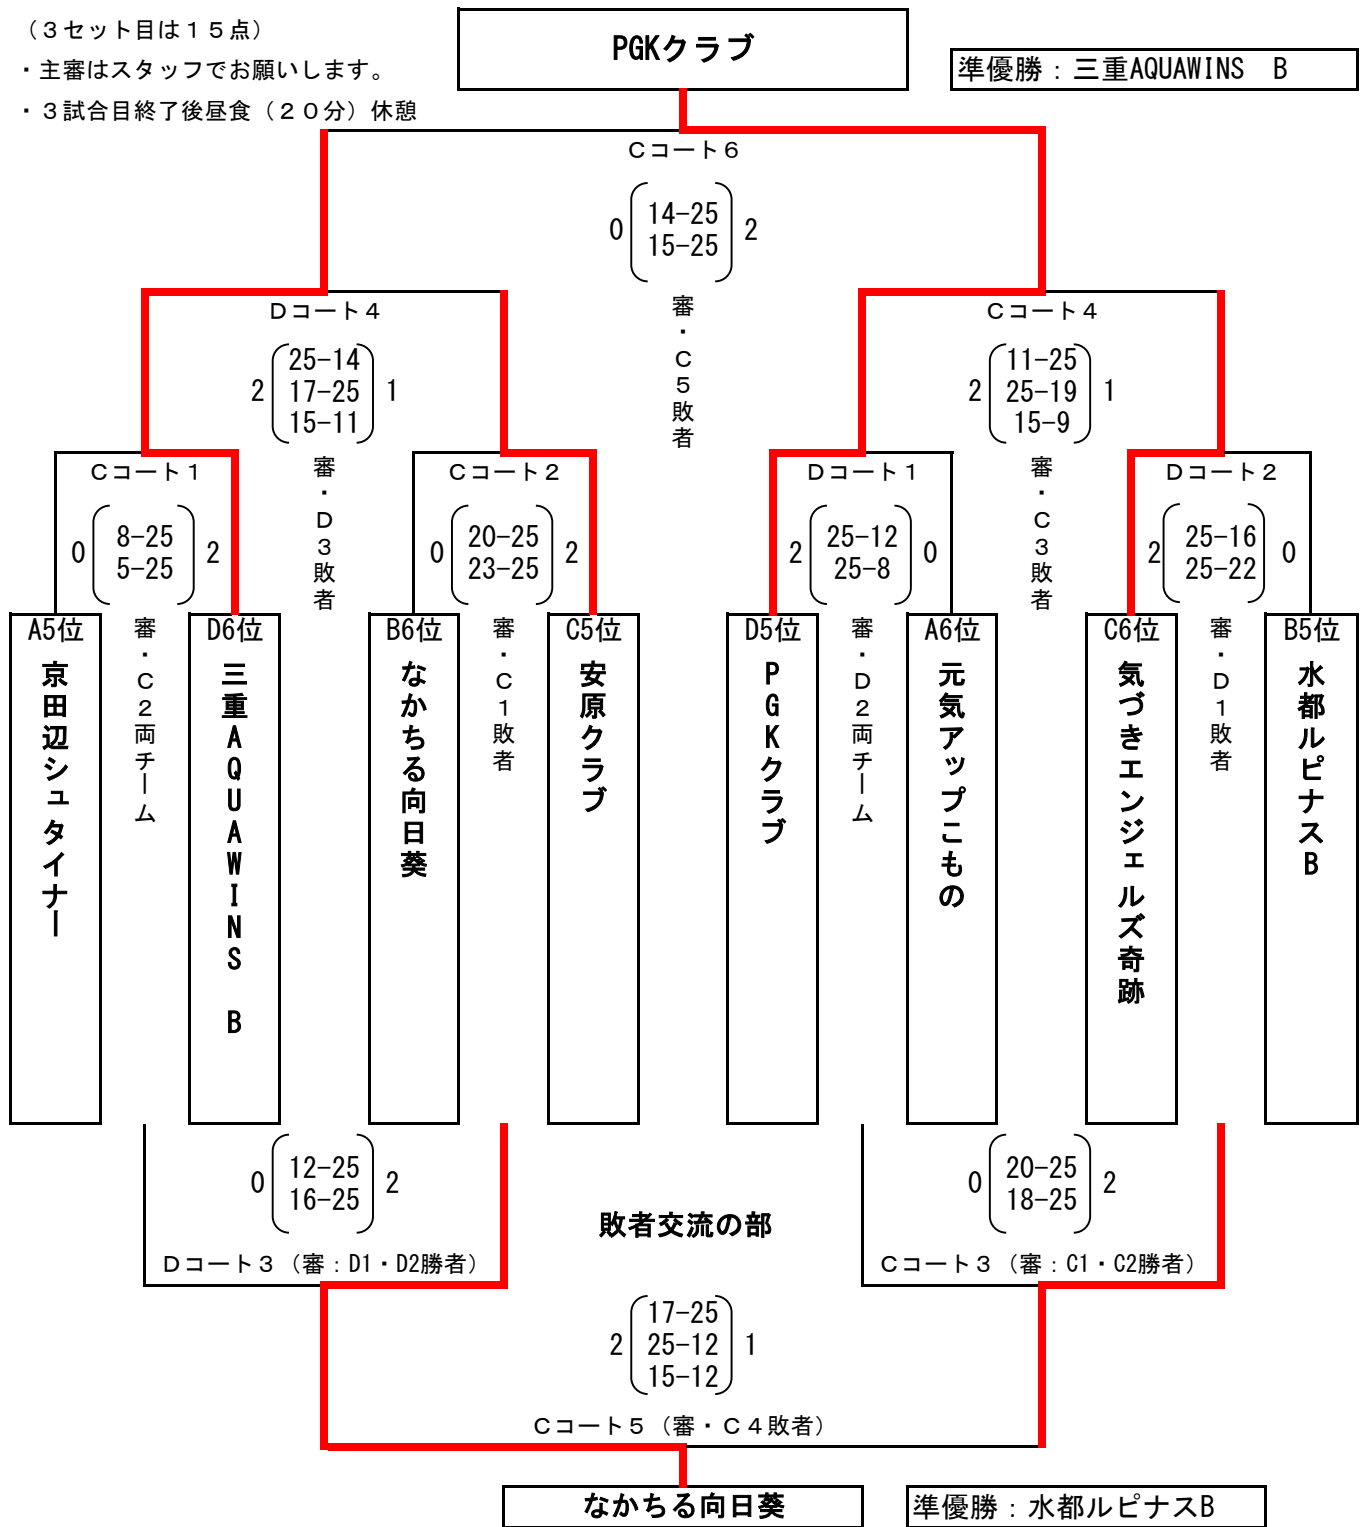 （３セット目は１５点）
・主審はスタッフでお願いします。
・３試合目終了後昼食（２０分）休憩
PGKクラブ
準優勝：三重AQUAWINS　B
Ｃコート６
0 14−25 2
15−25
審・Ｃ５敗者
Ｄコート４
2 25−14 1
17−25
15−11
審・Ｄ３敗者
Ｃコート４
2 11−25 1
25−19
15−9
審・Ｃ３敗者
Ｃコート１
0 8−25 2
5−25
審・Ｃ２両チーム
Ｃコート２
0 20−25 2
23−25
審・Ｃ１敗者
Ｄコート１
2 25−12 0
25−8
審・Ｄ２両チーム
Ｄコート２
2 25−16 0
25−22
審・Ｄ１敗者
A5位
京田辺シュタイナー
D6位
三重AQUAWINS　B
B6位
なかちる向日葵
C5位
安原クラブ
D5位
PGKクラブ
A6位
元気アップこもの
C6位
気づきエンジェルズ奇跡
B5位
水都ルピナスB
0 12−25 2
16−25
Ｄコート３（審：D1・D2勝者）
0 20−25 2
18−25
Ｃコート３（審：C1・C2勝者）
敗者交流の部
2 17−25 1
25−12
15−12
Ｃコート５（審・Ｃ４敗者）
なかちる向日葵
準優勝：水都ルピナスB